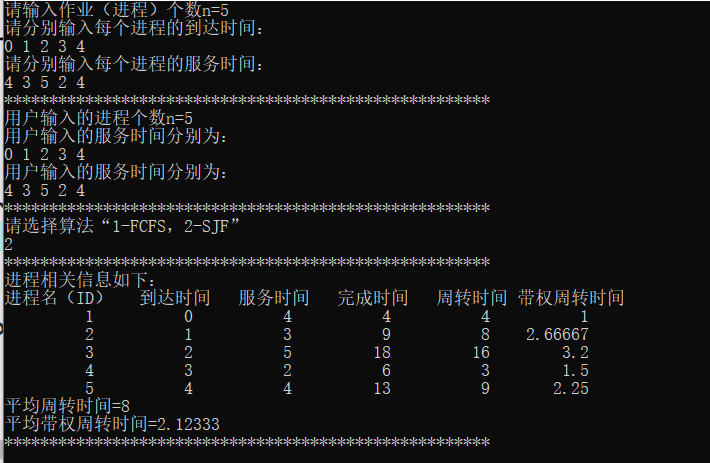 请输入作业（进程）个数n=5
请分别输入每个进程的到达时间：
0 1 2 3 4
请分别输入每个进程的服务时间：
4 3 5 2 4
******************************************************
用户输入的进程个数n=5
用户输入的服务时间分别为：
0 1 2 3 4
用户输入的服务时间分别为：
4 3 5 2 4
******************************************************
请选择算法“1-FCFS，2-SJF”
2
******************************************************
进程相关信息如下：
进程名（ID） 到达时间 服务时间 完成时间 周转时间 带权周转时间
1 0 4 4 4 1
2 1 3 9 8 2.66667
3 2 5 18 16 3.2
4 3 2 6 3 1.5
5 4 4 13 9 2.25
平均周转时间=8
平均带权周转时间=2.12333
******************************************************